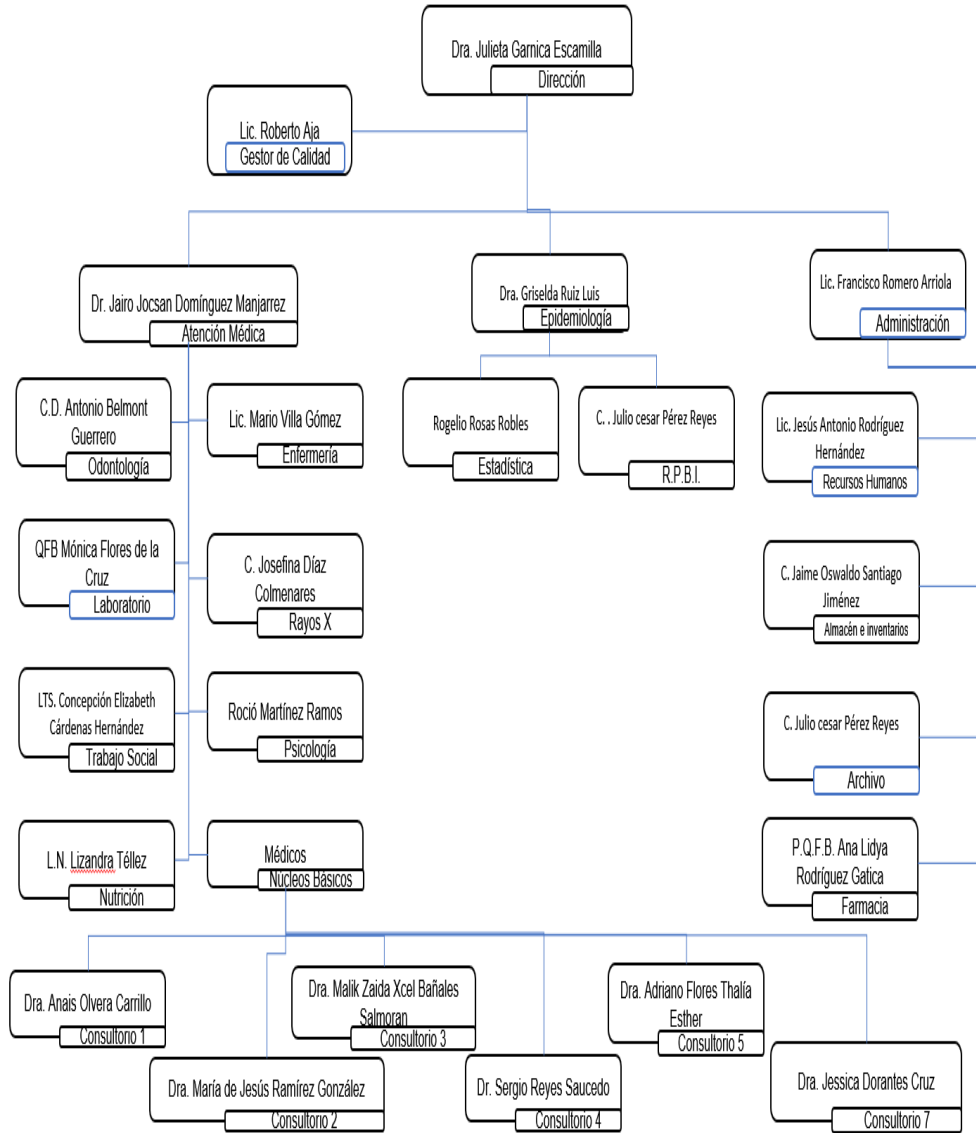 Dra. Julieta Garnica Escamilla
Dirección
Lic. Roberto Aja
Gestor de Calidad
Dr. Jairo Jocsan Domínguez Manjarrez
Atención Médica
Dra. Griselda Ruiz Luis
Epidemiología
Lic. Francisco Romero Arriola
Administración
C.D. Antonio Belmont
Guerrero
Odontología
Lic. Mario Villa Gómez
Enfermería
Rogelio Rosas Robles
Estadística
C. . Julio cesar Pérez Reyes
R.P.B.I.
Lic. Jesús Antonio Rodríguez
Hernández
Recursos Humanos
QFB Mónica Flores de la
Cruz
Laboratorio
C. Josefina Díaz
Colmenares
Rayos X
C. Jaime Oswaldo Santiago
Jiménez
Almacén e inventarios
LTS. Concepción Elizabeth
Cárdenas Hernández
Trabajo Social
Roció Martínez Ramos
Psicología
C. Julio cesar Pérez Reyes
Archivo
L.N. Lizandra Téllez
Nutrición
Médicos
Núcleos Básicos
P.Q.F.B. Ana Lidya
Rodríguez Gatica
Farmacia
Dra. Anais Olvera Carrillo
Consultorio 1
Dra. María de Jesús Ramírez González
Consultorio 2
Dra. Malik Zaida Xcel Bañales
Salmoran
Consultorio 3
Dr. Sergio Reyes Saucedo
Consultorio 4
Dra. Adriano Flores Thalía
Esther
Consultorio 5
Dra. Jessica Dorantes Cruz
Consultorio 7